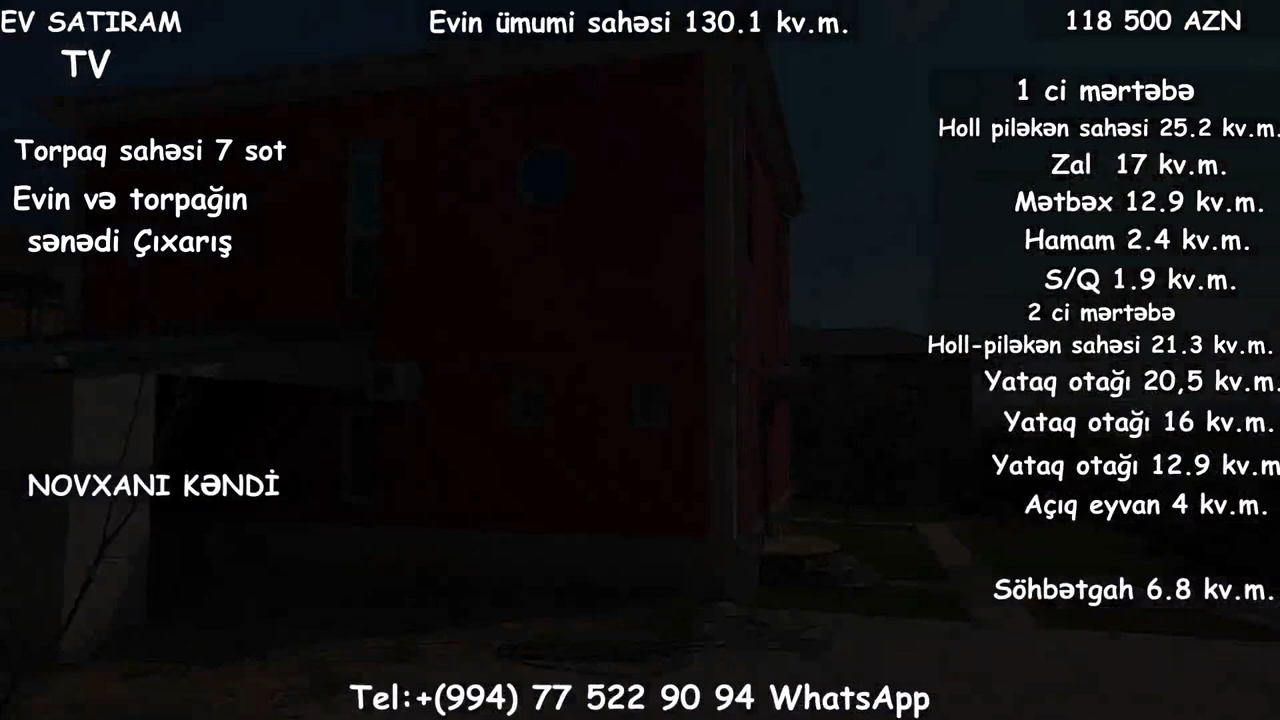 EV SATIRAM
TV
Evin ümumi sahəsi 130.1 kv.m.
118 500 AZN
Torpaq sahəsi 7 sot
Evin və torpağın
sənədi Çıxarış
NOVXANI KƏNDİ
1 ci mərtəbə
Holl piləkən sahəsi 25.2 kv.m.
Zal 17 kv.m.
Mətbəx 12.9 kv.m.
Hamam 2.4 kv.m.
S/Q 1.9 kv.m.
2 ci mərtəbə
Holl-piləkən sahəsi 21.3 kv.m.
Yataq otağı 20,5 kv.m.
Yataq otağı 16 kv.m.
Yataq otağı 12.9 kv.m
Açıq eyvan 4 kv.m.
Söhbətgah 6.8 kv.m.
Tel:+(994) 77 522 90 94 WhatsApp